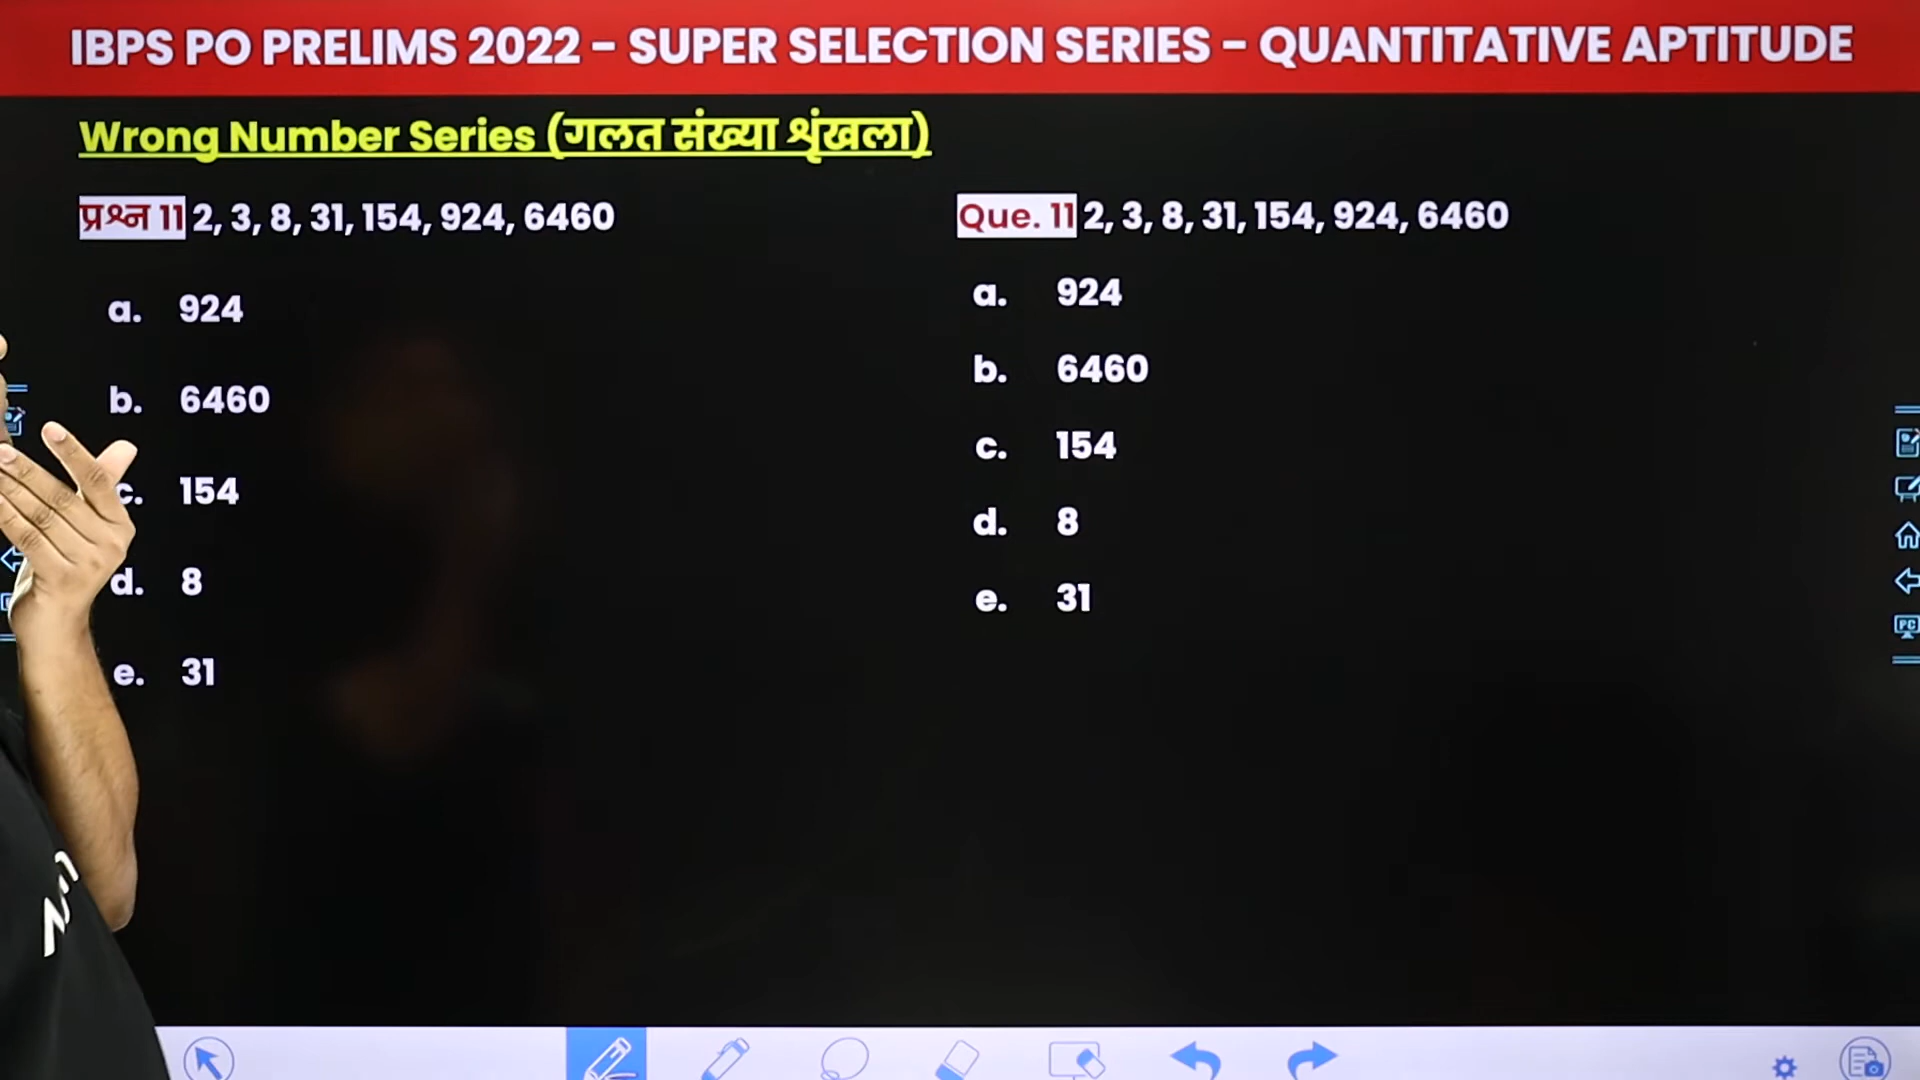 IBPS PO PRELIMS 2022 - SUPER SELECTION SERIES - QUANTITATIVE APTITUDE
Wrong Number Series (गलत संख्या श्रृंखला)
प्रश्न 11 2, 3, 8, 31, 154, 924, 6460
a. 924
b. 6460
c. 154
d. 8
e. 31
Que. 11 2, 3, 8, 31, 154, 924, 6460
a. 924
b. 6460
c. 154
d. 8
e. 31
PC